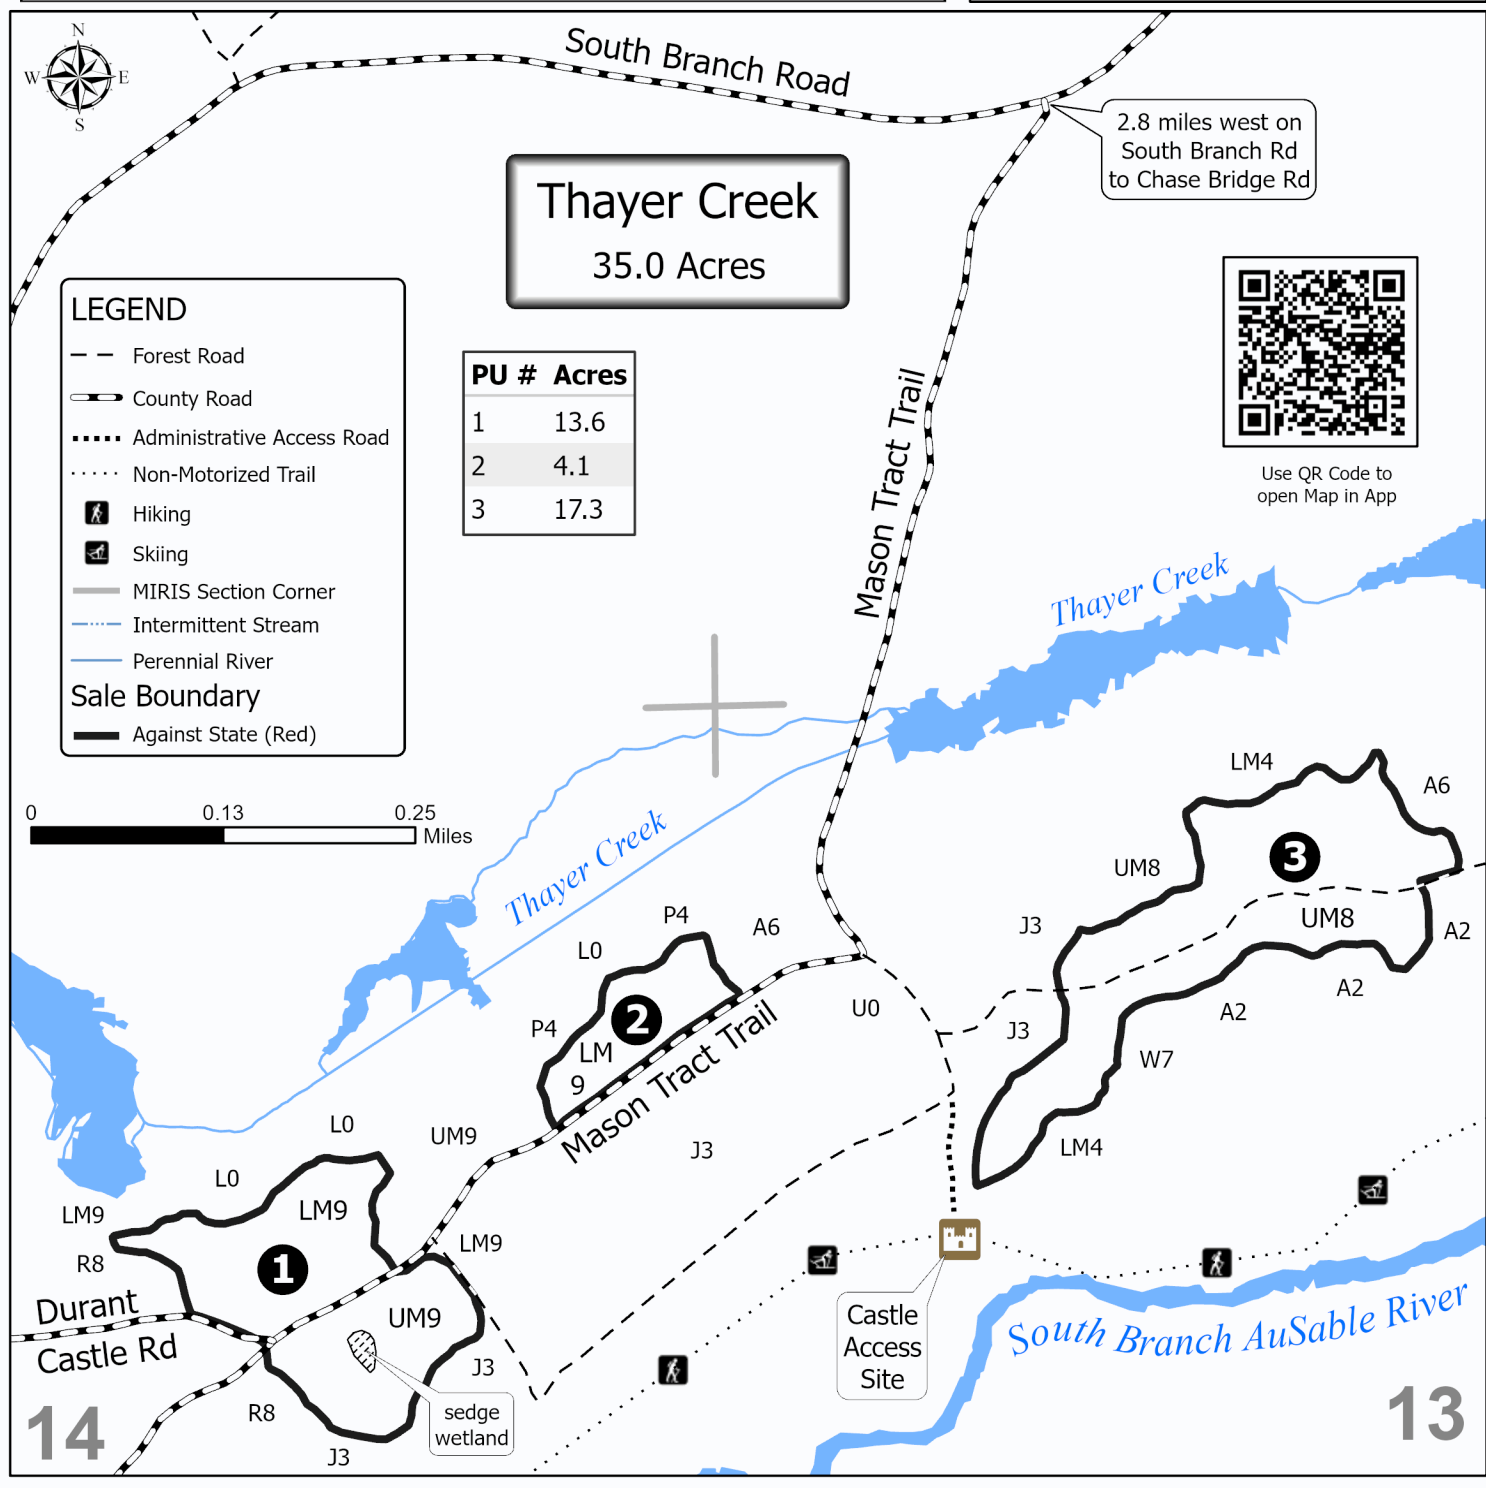 N
W
E
S
South Branch Road
2.8 miles west on
South Branch Rd
to Chase Bridge Rd
Thayer Creek
35.0 Acres
LEGEND
Forest Road
County Road
Administrative Access Road
Non-Motorized Trail
Hiking
Skiing
MIRIS Section Corner
Intermittent Stream
Perennial River
Sale Boundary
Against State (Red)
PU # Acres
1 13.6
2 4.1
3 17.3
Mason Tract Trail
Use QR Code to
open Map in App
Thayer Creek
0 0.13 0.25
Miles
Thayer Creek
LM4
A6
3
UM8
UM8
J3
A2
A2
A2
J3
W7
LM4
P4
A6
L0
2
P4
LM
9
U0
Mason Tract Trail
J3
L0
UM9
L0
LM9
LM9
LM9
R8
1
Durant
Castle Rd
UM9
J3
sedge
wetland
R8
J3
Castle
Access
Site
South Branch AuSable River
14
13